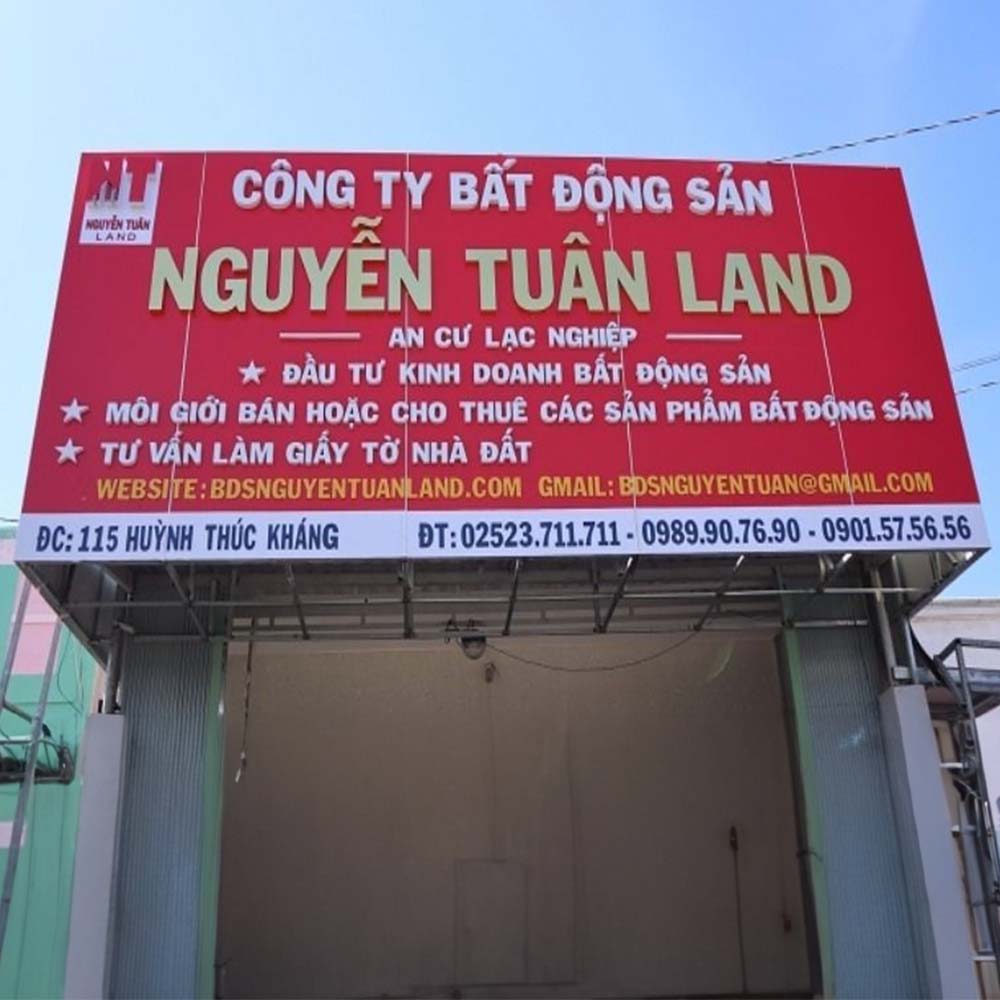 NT
NGUYỄN TUÂN
LAND
CÔNG TY BẤT ĐỘNG SẢN
NGUYỄN TUÂN LAND
AN CƯ LẠC NGHIỆP
★ ĐẦU TƯ KINH DOANH BẤT ĐỘNG SẢN
★ MÔI GIỚI BÁN HOẶC CHO THUÊ CÁC SẢN PHẨM BẤT ĐỘNG SẢN
★ TƯ VẤN LÀM GIẤY TỜ NHÀ ĐẤT
WEBSITE: BDSNGUYENTUANLAND.COM GMAIL: BDSNGUYENTUAN@GMAIL.COM
ĐC: 115 HUỲNH THÚC KHÁNG ĐT: 02523.711.711 - 0989.90.76.90 - 0901.57.56.56